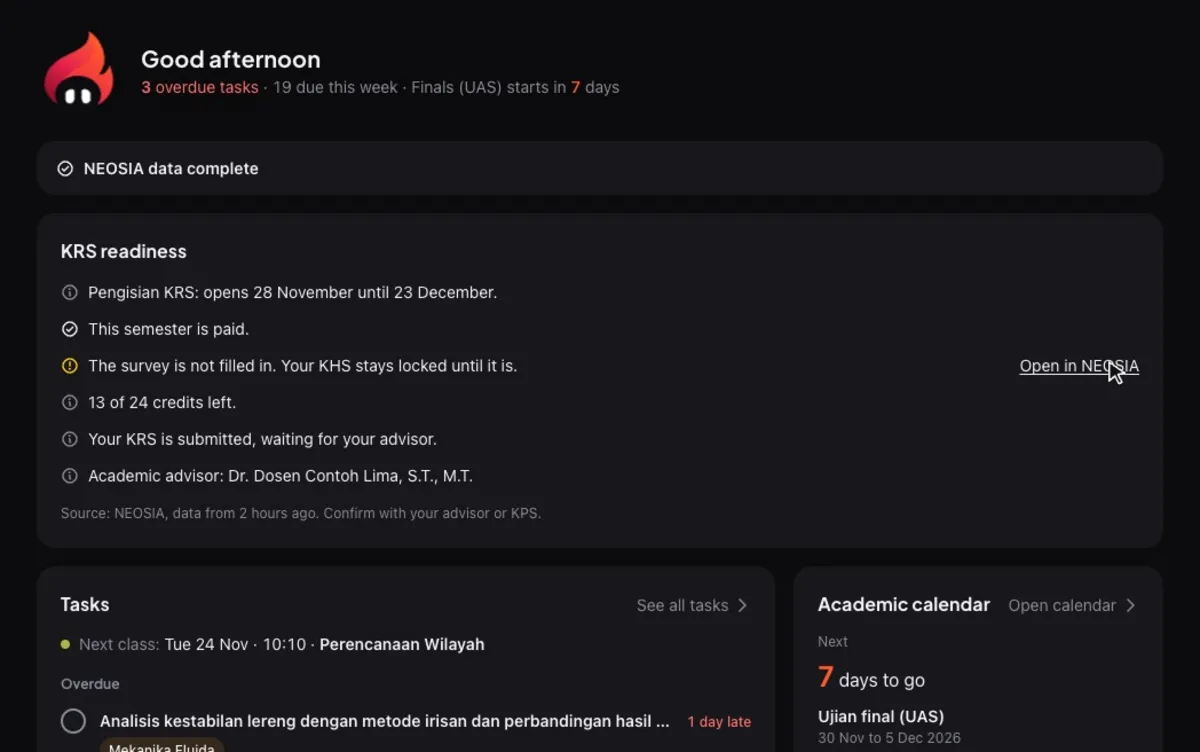 Good afternoon
3 overdue tasks · 19 due this week · Finals (UAS) starts in 7 days
NEOSIA data complete
KRS readiness
Pengisian KRS: opens 28 November until 23 December.
This semester is paid.
The survey is not filled in. Your KHS stays locked until it is.
Open in NEOSIA
13 of 24 credits left.
Your KRS is submitted, waiting for your advisor.
Academic advisor: Dr. Dosen Contoh Lima, S.T., M.T.
Source: NEOSIA, data from 2 hours ago. Confirm with your advisor or KPS.
Tasks
See all tasks
Next class: Tue 24 Nov · 10:10 · Perencanaan Wilayah
Overdue
Analisis kestabilan lereng dengan metode irisan dan perbandingan hasil ...
1 day late
Mekanika Fluida
Academic calendar
Open calendar
Next
7 days to go
Ujian final (UAS)
30 Nov to 5 Dec 2026